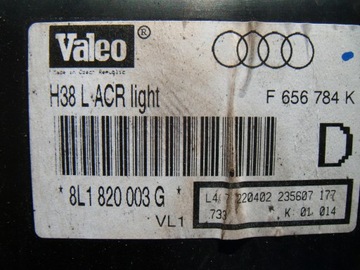 Valeo
Made in Czech Republic
H38 L-ACR light
F 656 784 K
D
*8L1 820 003 G*
VL1
220402 235607 177
733 K 01 014